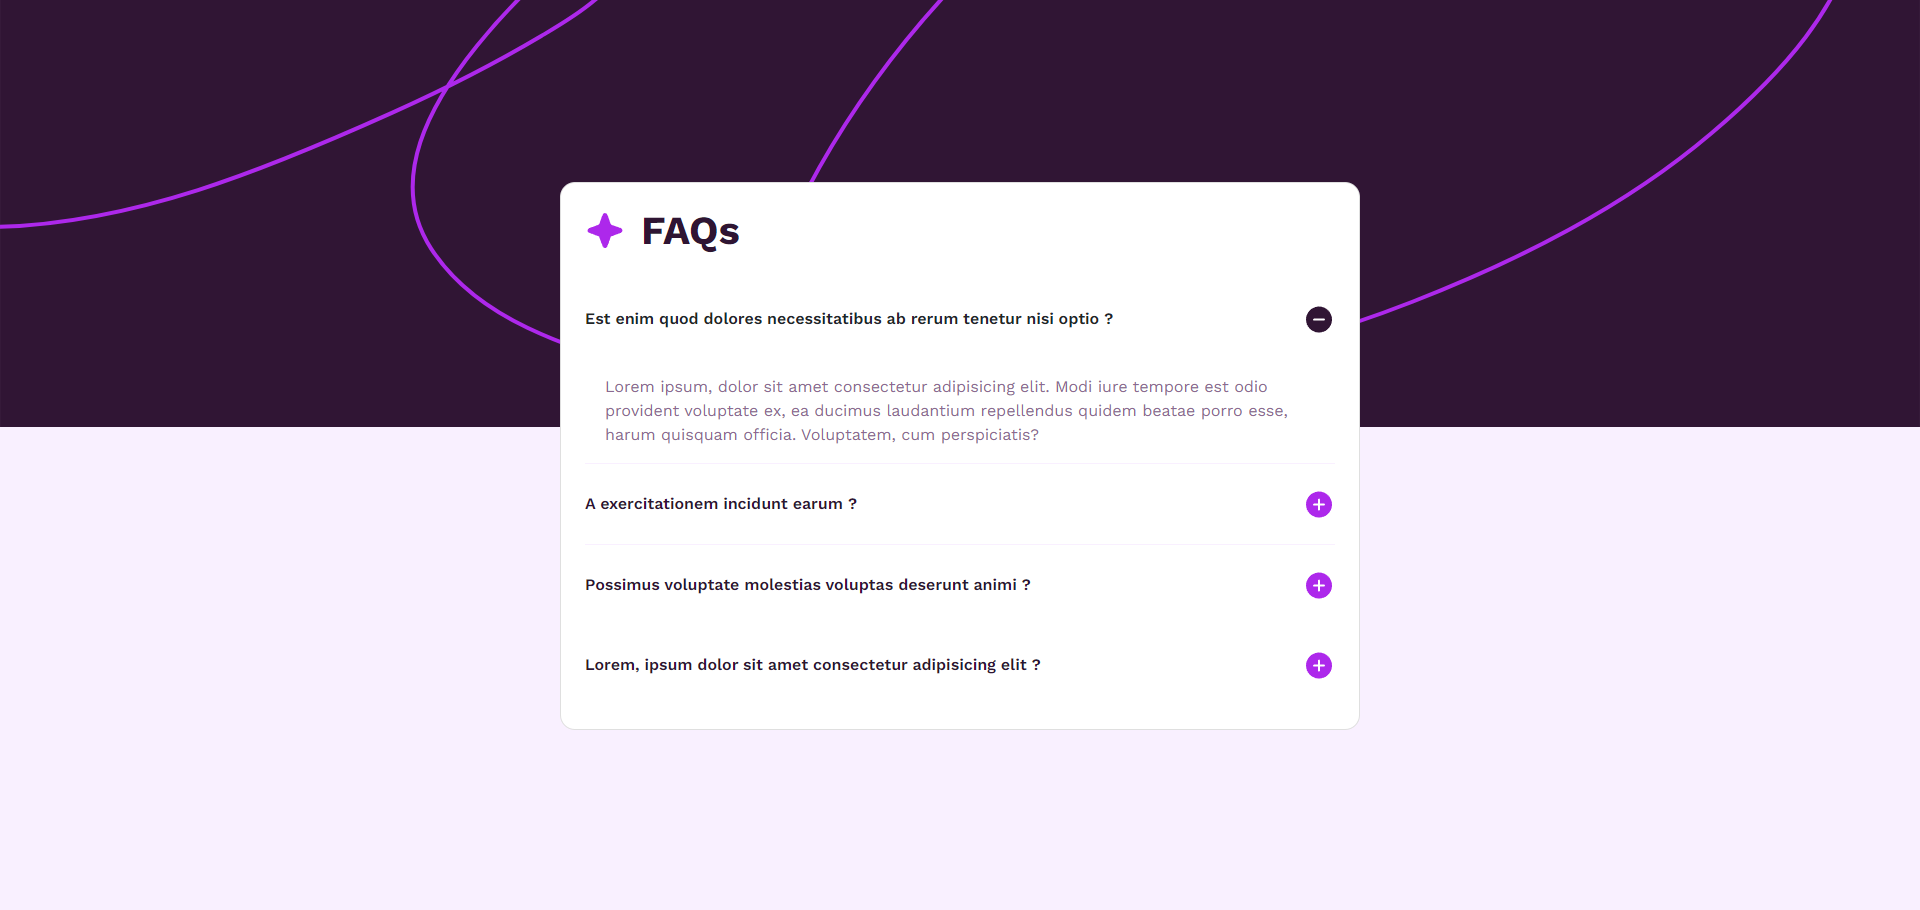 FAQs
Est enim quod dolores necessitatibus ab rerum tenetur nisi optio ?
Lorem ipsum, dolor sit amet consectetur adipisicing elit. Modi iure tempore est odio
provident voluptate ex, ea ducimus laudantium repellendus quidem beatae porro esse,
harum quisquam officia. Voluptatem, cum perspiciatis?
A exercitationem incidunt earum ?
Possimus voluptate molestias voluptas deserunt animi ?
Lorem, ipsum dolor sit amet consectetur adipisicing elit ?